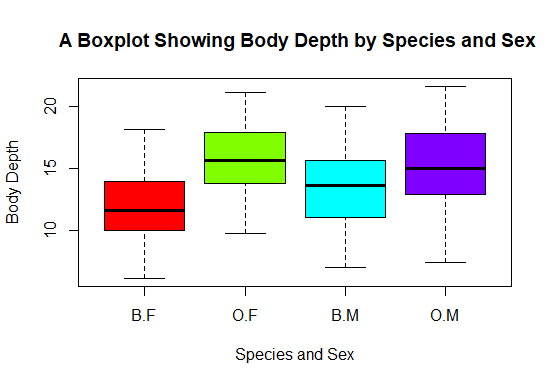 A Boxplot Showing Body Depth by Species and Sex
Body Depth
20
15
10
B.F
O.F
B.M
O.M
Species and Sex